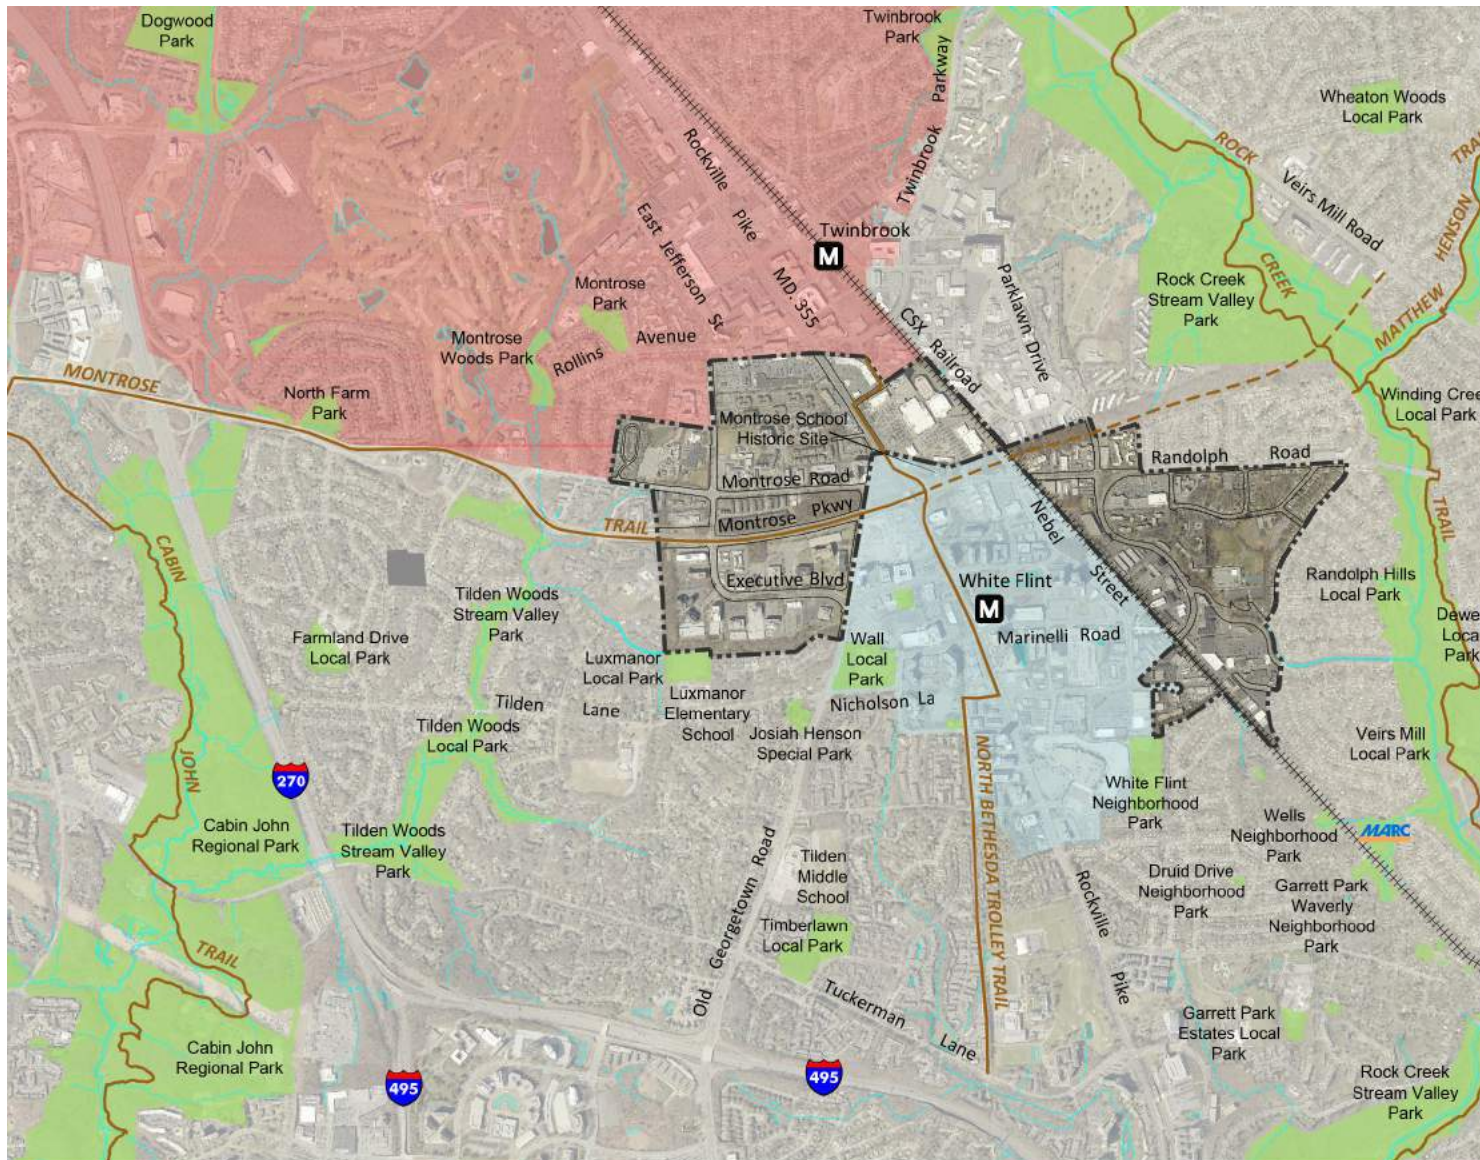 Dogwood
Park
Twinbrook
Park
Twinbrook Parkway
Wheaton Woods
Local Park
ROCK
Veirs Mill Road
HENSON
Rockville Pike
East Jefferson St
MD. 355
Twinbrook
M
CSX Railroad
Parklawn Drive
CREEK
MATTHEW
Rock Creek
Stream Valley
Park
Montrose
Park
Montrose
Woods Park
Rollins Avenue
MONTROSE
North Farm
Park
Montrose School
Historic Site
Winding Cree
Local Park
Montrose Road
Randolph Road
TRAIL
Montrose Pkwy
Nebel Street
TRAIL
CABIN
Executive Blvd
White Flint
M
Marinelli Road
Randolph Hills
Local Park
Dewe
Loca
Park
Tilden Woods
Stream Valley
Park
Farmland Drive
Local Park
Luxmanor
Local Park
Wall
Local
Park
Tilden Lane
Luxmanor
Elementary
School
Nicholson La
Tilden Woods
Local Park
Josiah Henson
Special Park
Veirs Mill
Local Park
JOHN
270
NORTH BETHESDA TROLLEY TRAIL
White Flint
Neighborhood
Park
Cabin John
Regional Park
Tilden Woods
Stream Valley
Park
Wells
Neighborhood
Park
MARC
Old Georgetown Road
Tilden
Middle
School
Rockville Pike
Druid Drive
Neighborhood
Park
Garrett Park
Waverly
Neighborhood
Park
Timberlawn
Local Park
TRAIL
Tuckerman Lane
Garrett Park
Estates Local
Park
Cabin John
Regional Park
495
495
Rock Creek
Stream Valley
Park